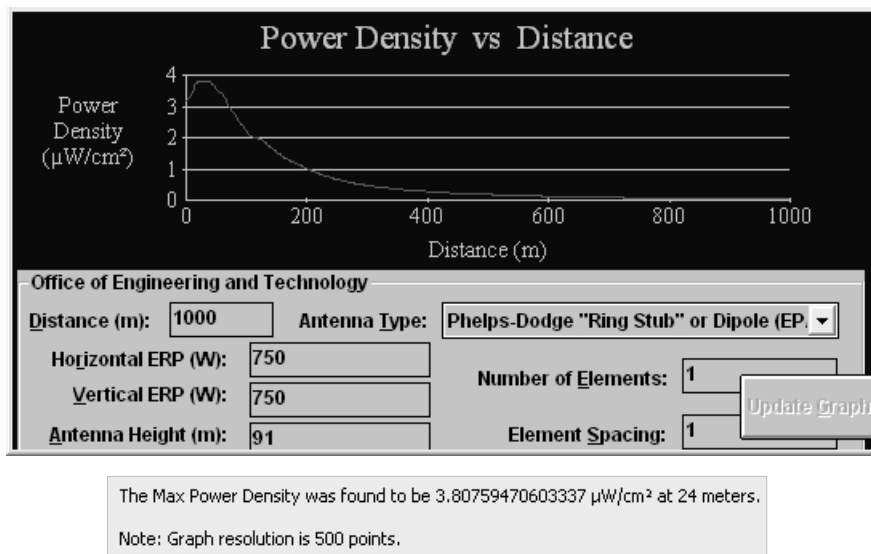 Power Density vs Distance
Power
Density
(µW/cm²)
4
3
2
1
0
0 200 400 600 800 1000
Distance (m)
Office of Engineering and Technology
Distance (m): 1000 Antenna Type: Phelps-Dodge "Ring Stub" or Dipole (EP.
Horizontal ERP (W): 750
Number of Elements: 1
Vertical ERP (W): 750
Update Graph
Antenna Height (m): 91 Element Spacing: 1
The Max Power Density was found to be 3.80759470603337 µW/cm² at 24 meters.
Note: Graph resolution is 500 points.